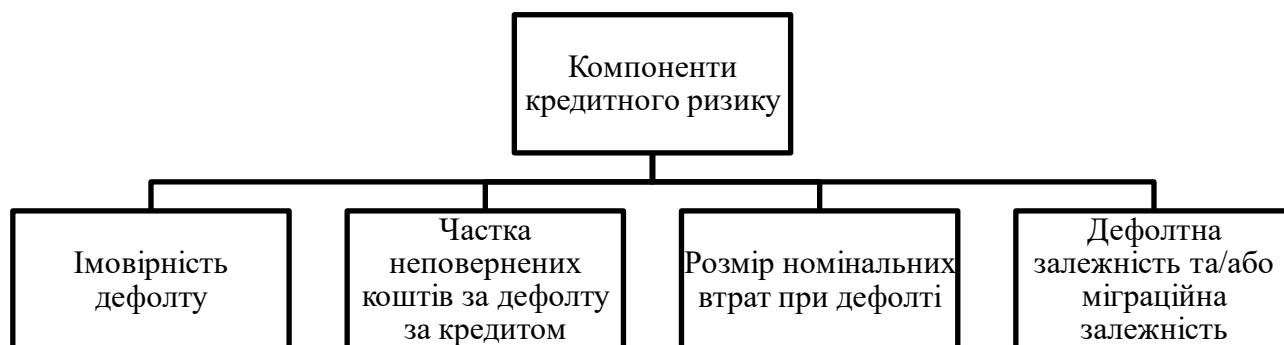 Компоненти
кредитного ризику
Імовірність
дефолту
Частка
неповернених
коштів за дефолту
за кредитом
Розмір номінальних
втрат при дефолті
Дефолтна
залежність та/або
міграційна
залежність